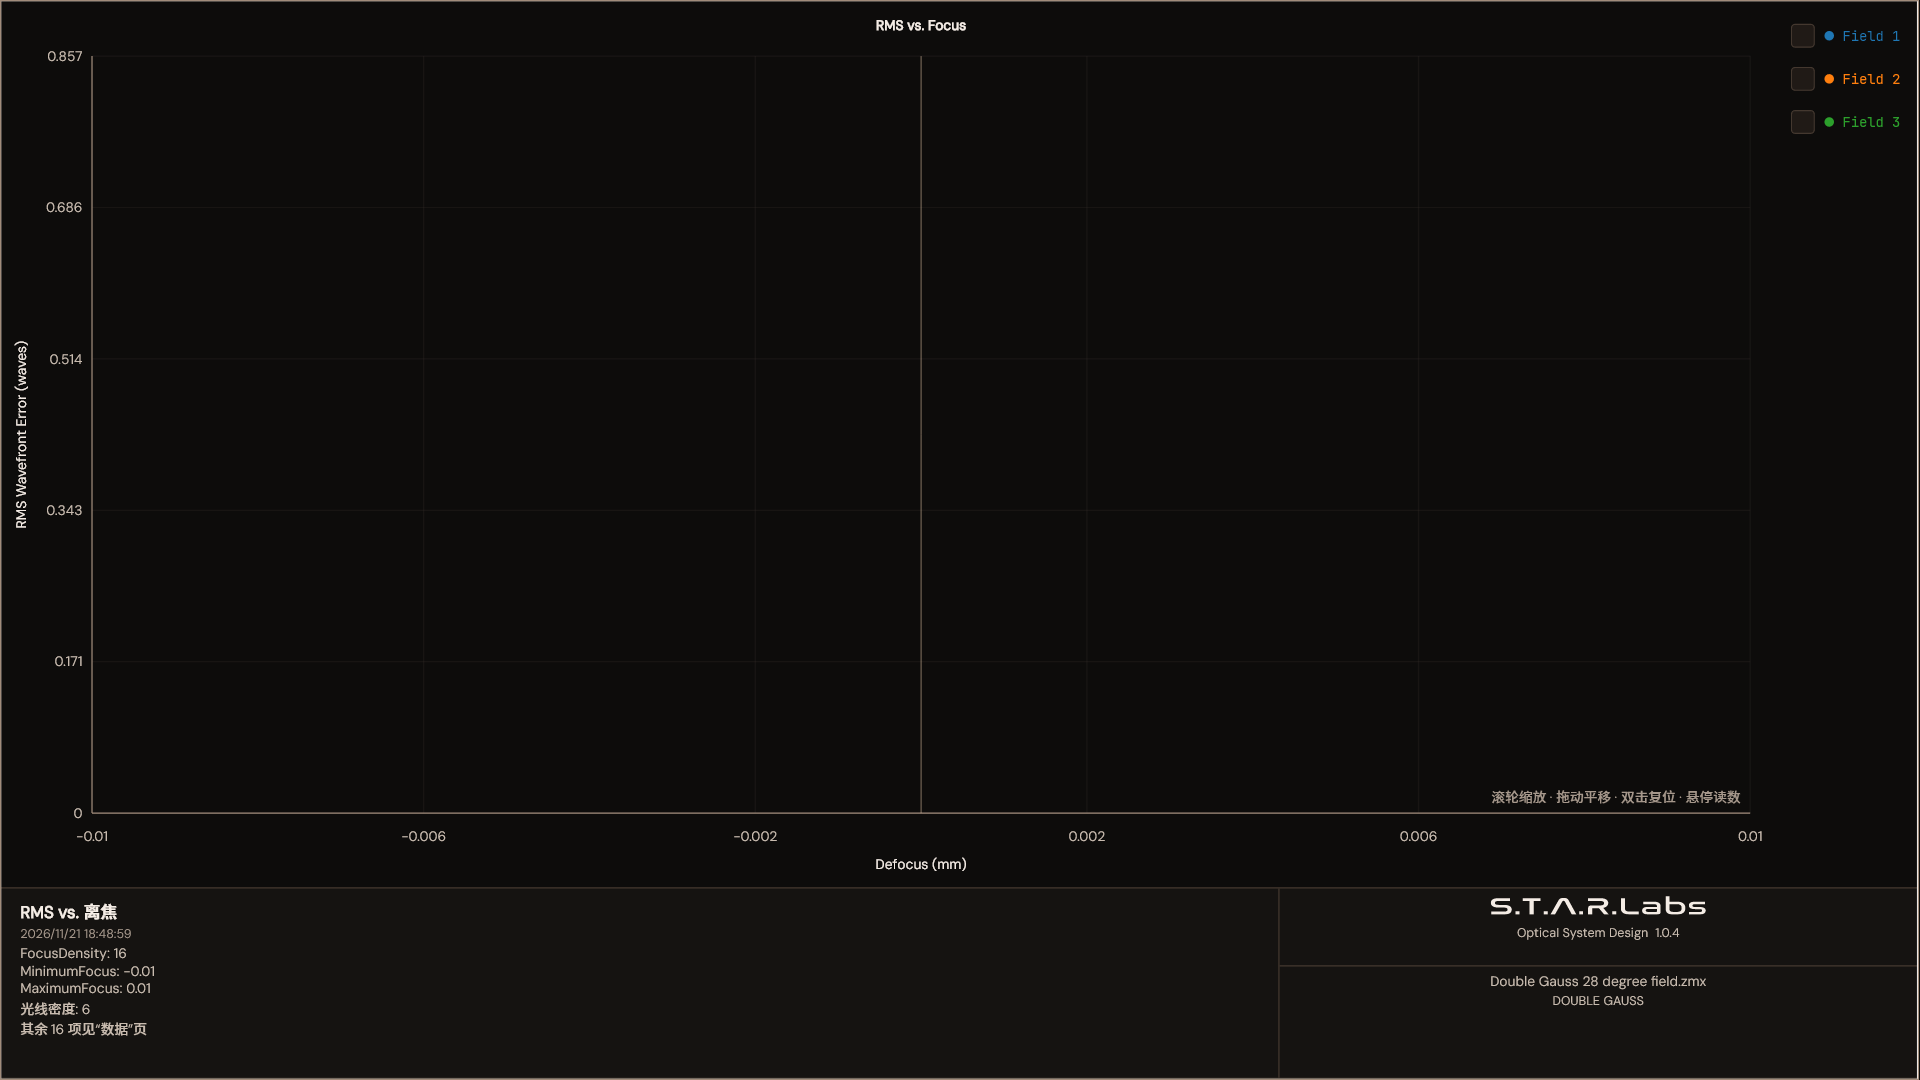 RMS vs. Focus
Field 1
Field 2
Field 3
0.857
0.686
0.514
0.343
0.171
0
RMS Wavefront Error (waves)
滚轮缩放 · 拖动平移 · 双击复位 · 悬停读数
-0.01
-0.006
-0.002
0.002
0.006
0.01
Defocus (mm)
RMS vs. 离焦
2026/11/21 18:48:59
FocusDensity: 16
MinimumFocus: -0.01
MaximumFocus: 0.01
光线密度: 6
其余 16 项见“数据”页
S.T.A.R.Labs
Optical System Design 1.0.4
Double Gauss 28 degree field.zmx
DOUBLE GAUSS